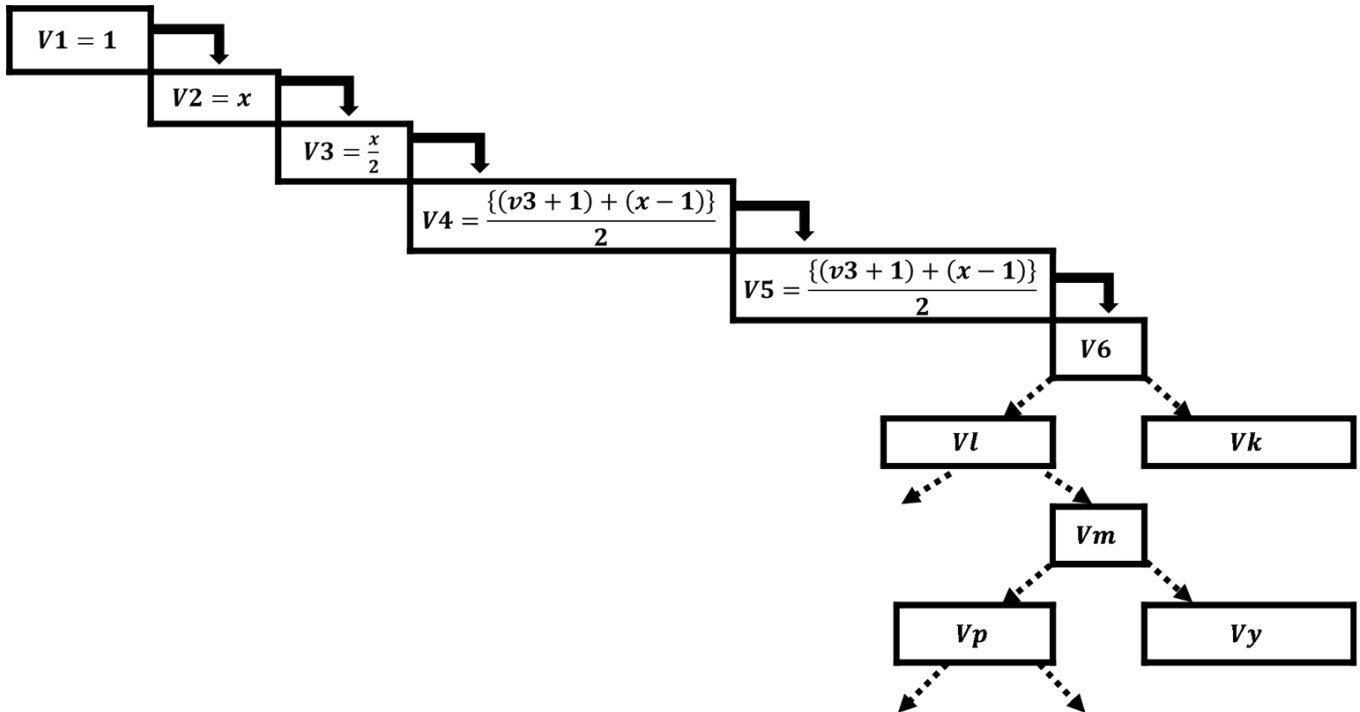 V1 = 1
V2 = x
V3 = x/2
V4 = {(v3 + 1) + (x − 1)}/2
V5 = {(v3 + 1) + (x − 1)}/2
V6
Vl
Vk
Vm
Vp
Vy